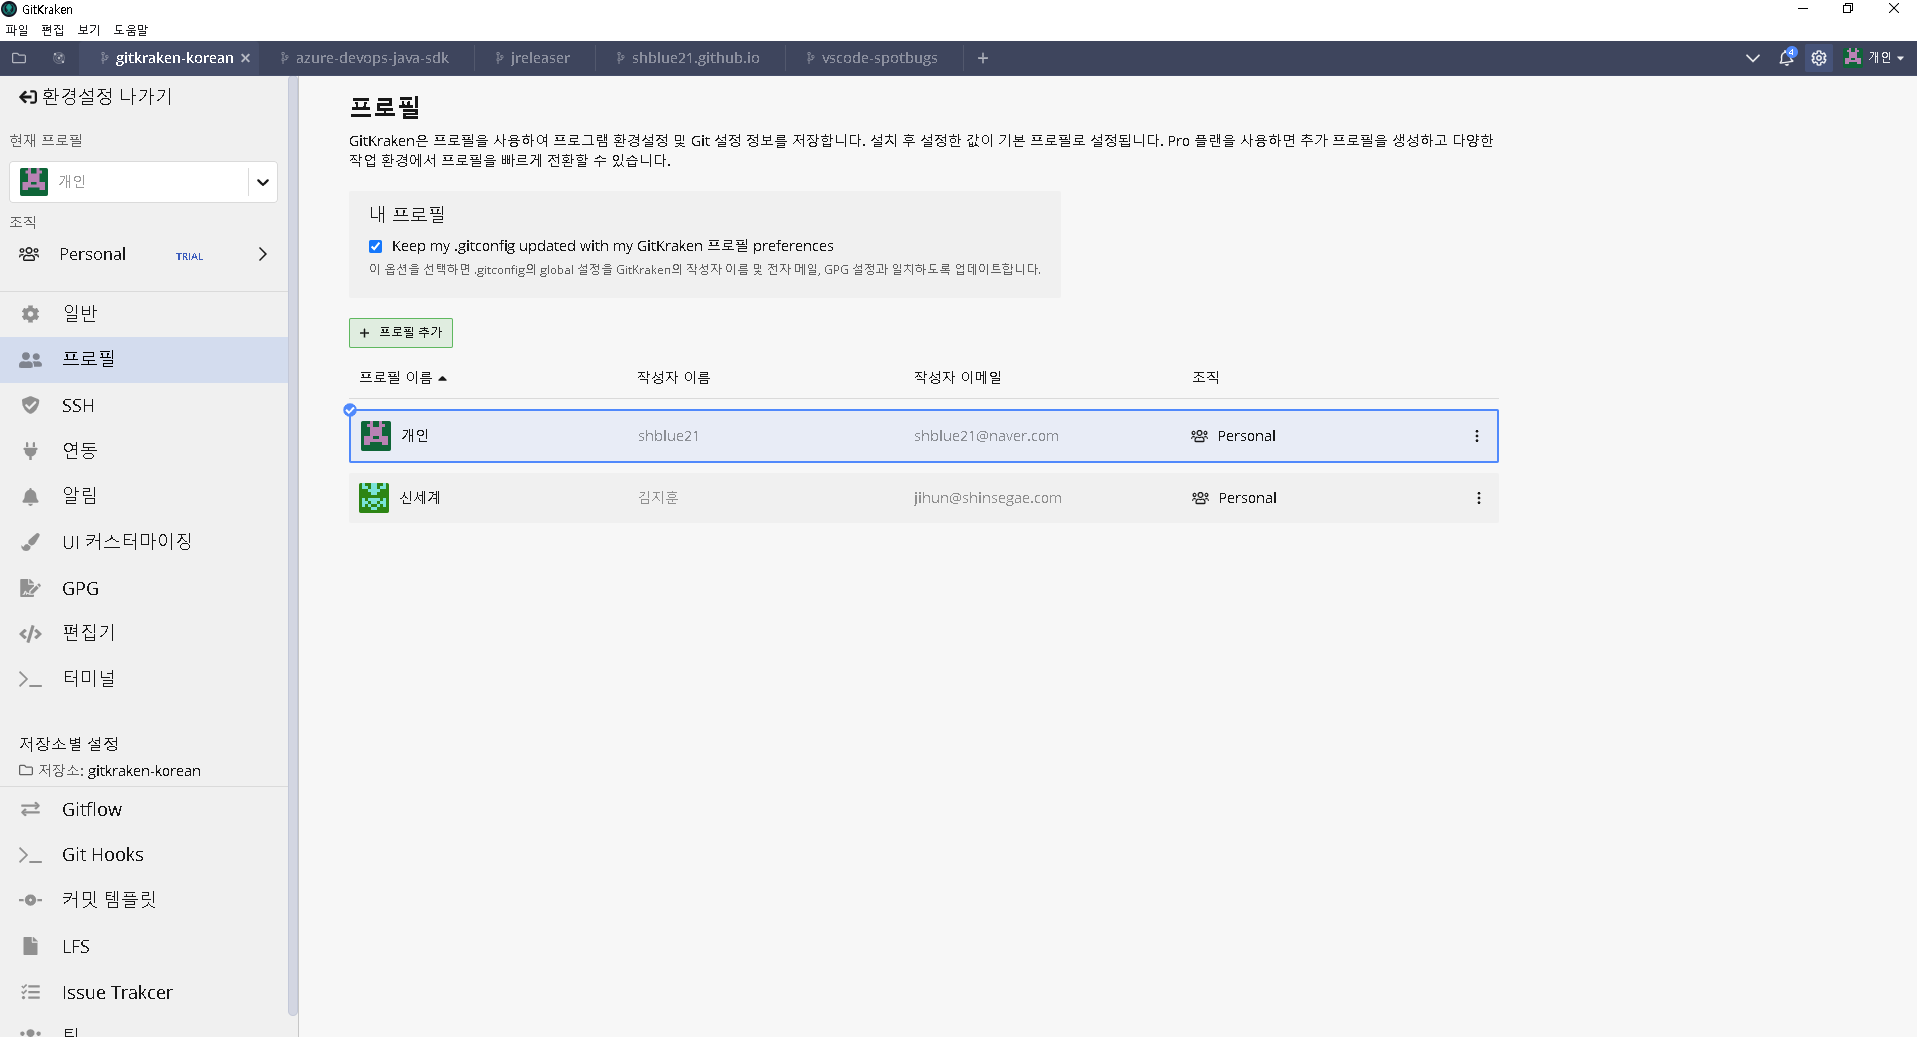 GitKraken
파일 편집 보기 도움말
gitkraken-korean azure-devops-java-sdk jreleaser shblue21.github.io vscode-spotbugs 4 개인
환경설정 나가기
현재 프로필
개인
조직
Personal TRIAL
일반
프로필
SSH
연동
알림
UI 커스터마이징
GPG
편집기
터미널
저장소별 설정
저장소: gitkraken-korean
Gitflow
Git Hooks
커밋 템플릿
LFS
Issue Trakcer
프로필
GitKraken은 프로필을 사용하여 프로그램 환경설정 및 Git 설정 정보를 저장합니다. 설치 후 설정한 값이 기본 프로필로 설정됩니다. Pro 플랜을 사용하면 추가 프로필을 생성하고 다양한
작업 환경에서 프로필을 빠르게 전환할 수 있습니다.
내 프로필
Keep my .gitconfig updated with my GitKraken 프로필 preferences
이 옵션을 선택하면 .gitconfig의 global 설정을 GitKraken의 작성자 이름 및 전자 메일, GPG 설정과 일치하도록 업데이트합니다.
+ 프로필 추가
프로필 이름 작성자 이름 작성자 이메일 조직
개인 shblue21 shblue21@naver.com Personal
신세계 김지훈 jihun@shinsegae.com Personal